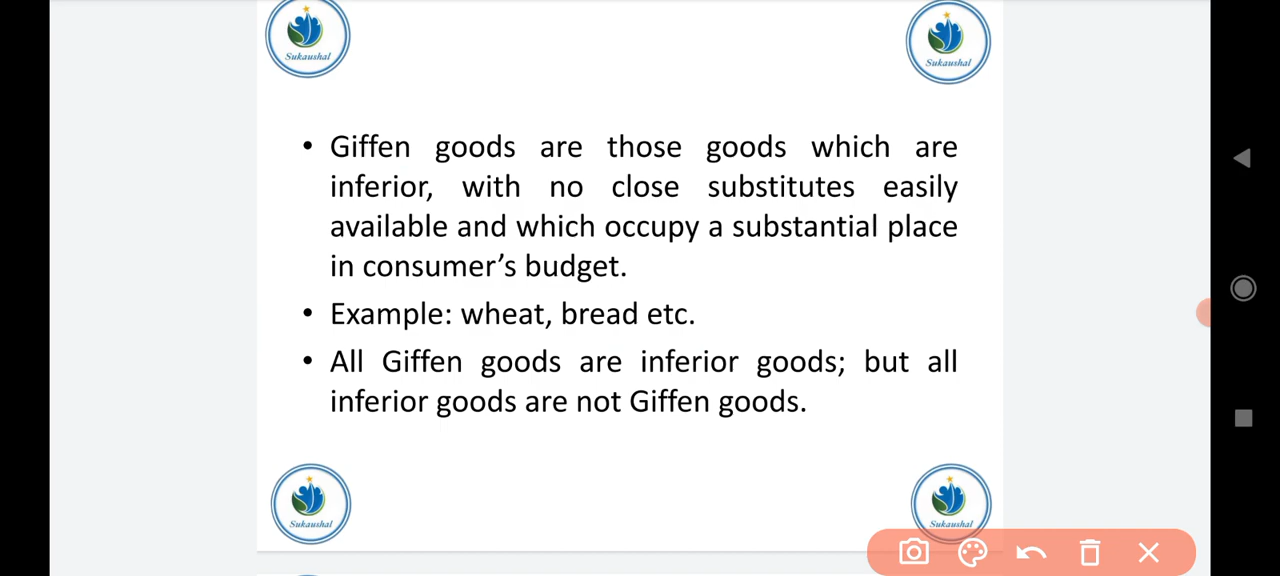 Sukaushal
Sukaushal
• Giffen goods are those goods which are
inferior, with no close substitutes easily
available and which occupy a substantial place
in consumer’s budget.
• Example: wheat, bread etc.
• All Giffen goods are inferior goods; but all
inferior goods are not Giffen goods.
Sukaushal
Sukaushal